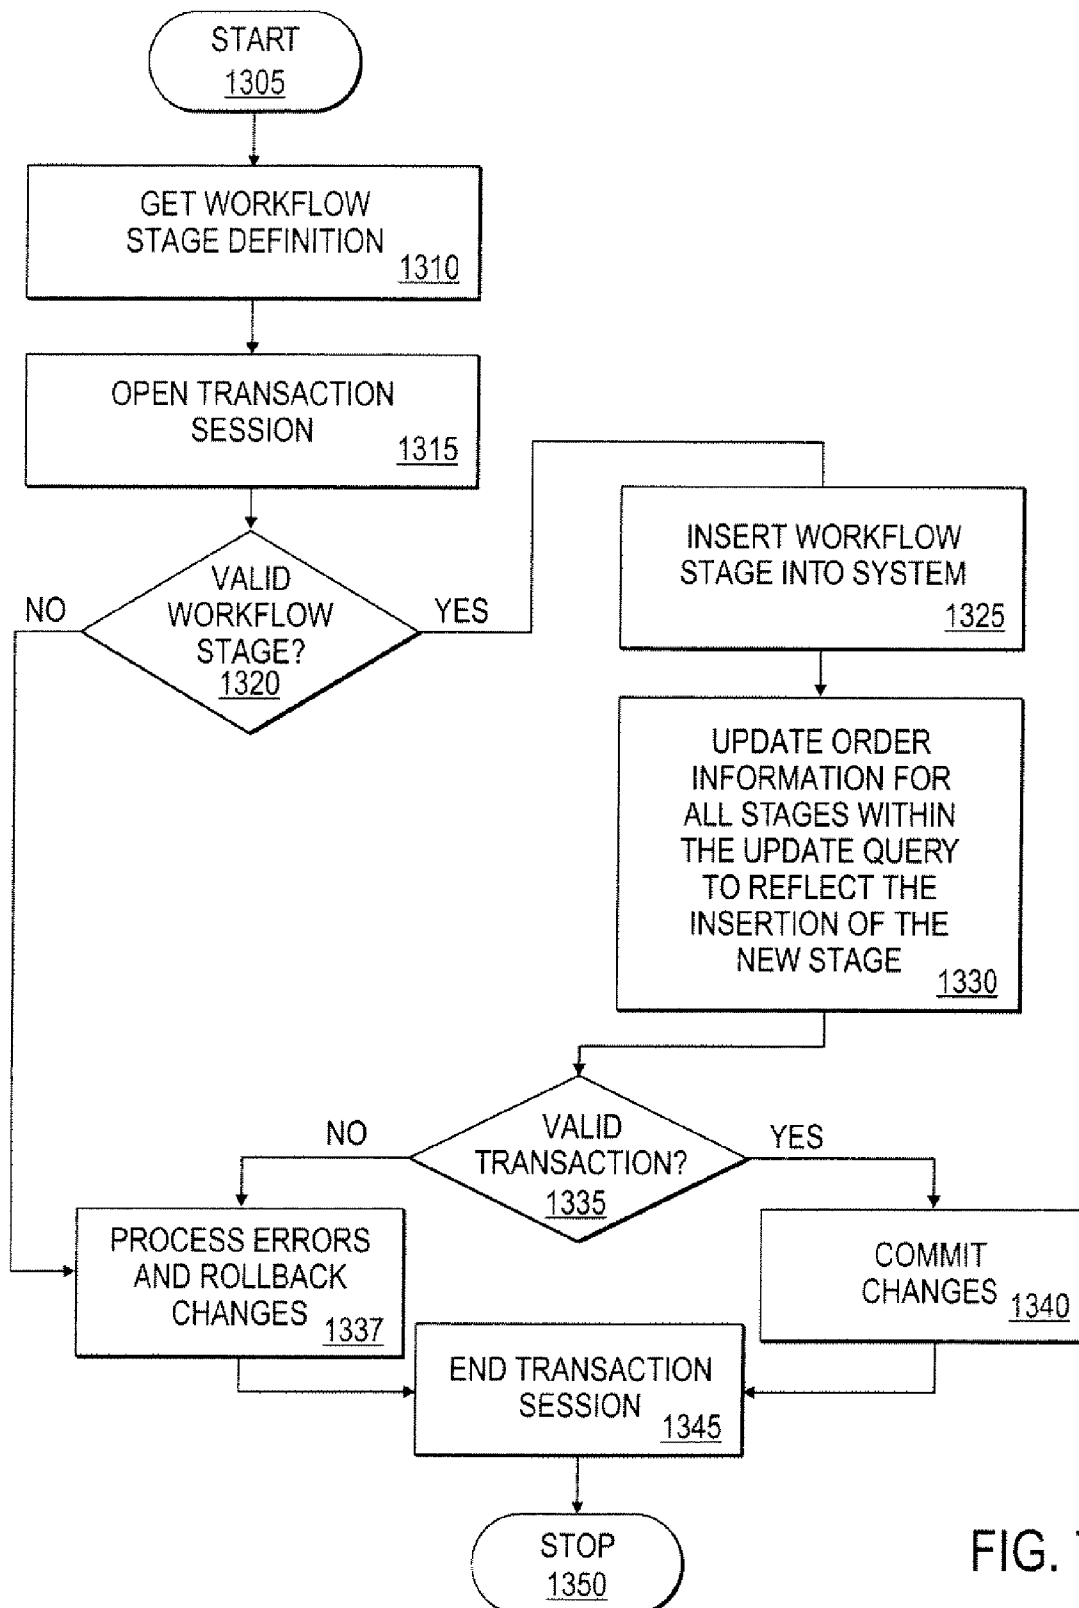 START
1305
GET WORKFLOW
STAGE DEFINITION
1310
OPEN TRANSACTION
SESSION
1315
VALID
WORKFLOW
STAGE?
1320
NO
YES
INSERT WORKFLOW
STAGE INTO SYSTEM
1325
UPDATE ORDER
INFORMATION FOR
ALL STAGES WITHIN
THE UPDATE QUERY
TO REFLECT THE
INSERTION OF THE
NEW STAGE
1330
VALID
TRANSACTION?
1335
NO
YES
PROCESS ERRORS
AND ROLLBACK
CHANGES
1337
COMMIT
CHANGES
1340
END TRANSACTION
SESSION
1345
STOP
1350
FIG.